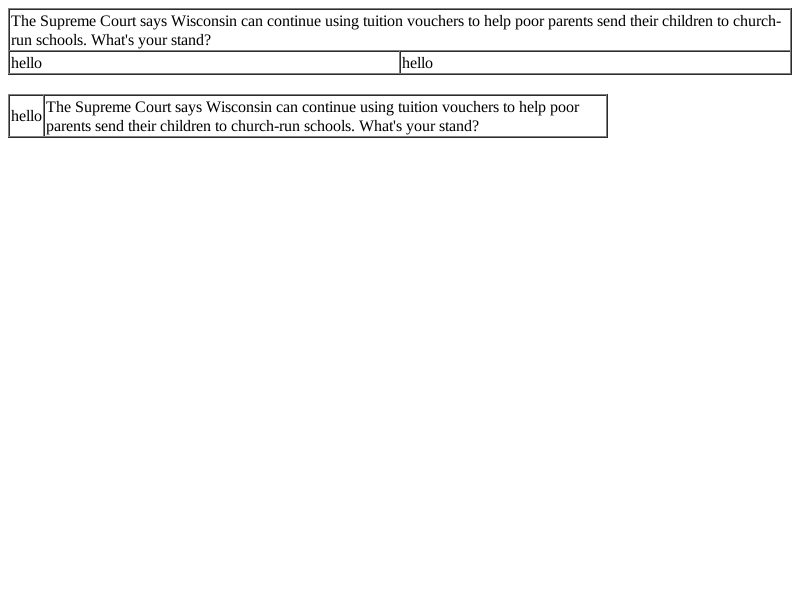 The Supreme Court says Wisconsin can continue using tuition vouchers to help poor parents send their children to church-
run schools. What's your stand?
hello hello
hello The Supreme Court says Wisconsin can continue using tuition vouchers to help poor
parents send their children to church-run schools. What's your stand?